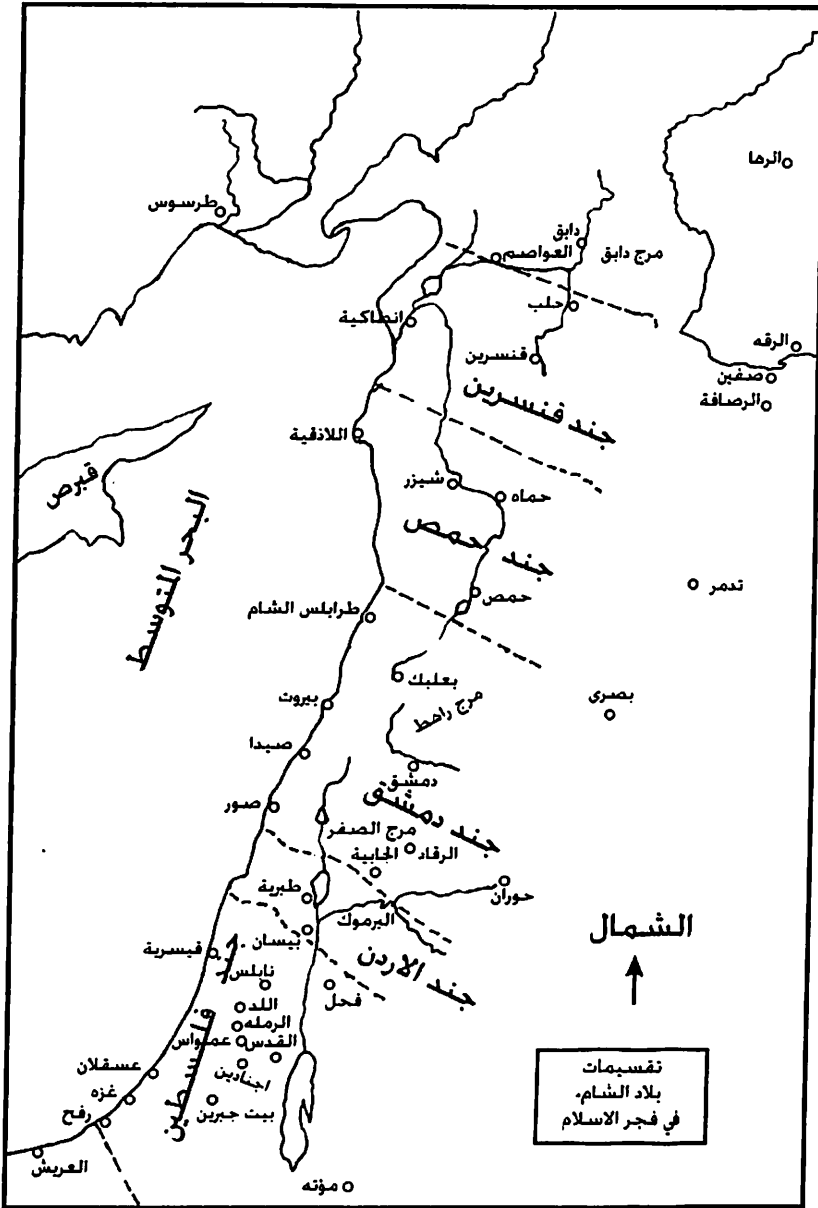 الرها
طرسوس
دابق
العواصم
مرج دابق
حلب
انطاكية
الرقه
قنسرين
صفين
الرصافة
جند قنسرين
اللاذقية
شيزر
حماه
قبرص
البحر المتوسط
جند حمص
تدمر
حمص
طرابلس الشام
بعلبك
مرج راهط
بصرى
بيروت
صيدا
دمشق
جند دمشق
صور
مرج الصفر
الرقاد
الجابية
حوران
طبرية
اليرموك
بيسان
قيسرية
جند الاردن
نابلس
فحل
جند فلسطين
اللد
الرمله
عمواس
القدس
اجنادين
عسقلان
غزه
بيت جبرين
رفح
العريش
مؤته
الشمال
تقسيمات
بلاد الشام.
في فجر الاسلام